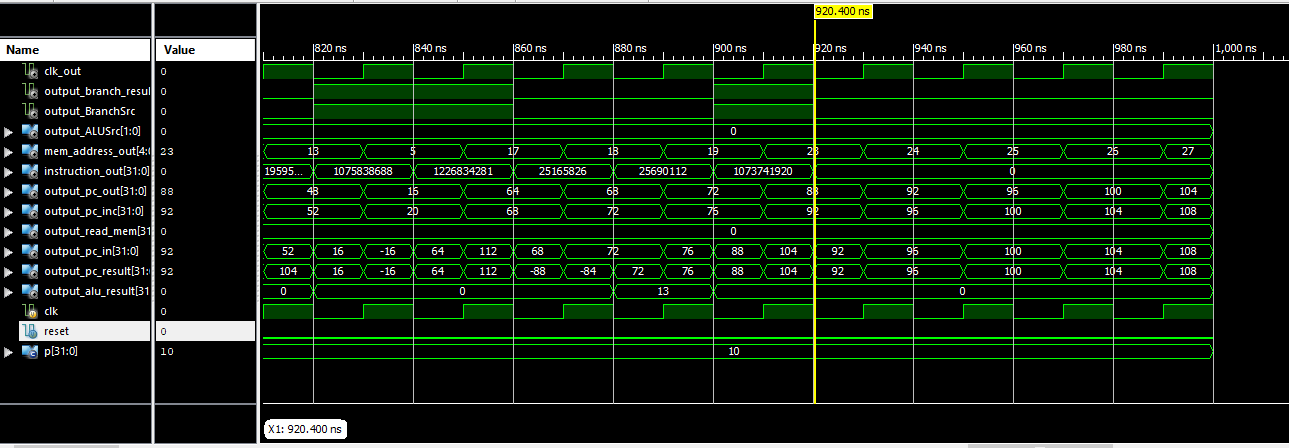 920.400 ns
Name Value
820 ns 840 ns 860 ns 880 ns 900 ns 920 ns 940 ns 960 ns 980 ns 1,000 ns
clk_out 0
output_branch_resul 0
output_BranchSrc 0
output_ALUSrc[1:0] 0 0
mem_address_out[4:0 23 13 5 17 18 19 23 24 25 26 27
instruction_out[31:0] 0 19595... 1075838688 1226834281 25165826 25690112 1073741920 0
output_pc_out[31:0] 88 48 16 64 68 72 88 92 96 100 104
output_pc_inc[31:0] 92 52 20 68 72 76 92 96 100 104 108
output_read_mem[31 0 0
output_pc_in[31:0] 92 52 16 -16 64 112 68 72 76 88 104 92 96 100 104 108
output_pc_result[31:0 92 104 16 -16 64 112 -88 -84 72 76 88 104 92 96 100 104 108
output_alu_result[31 0 0 0 13 0
clk 0
reset 0
p[31:0] 10 10
X1: 920.400 ns